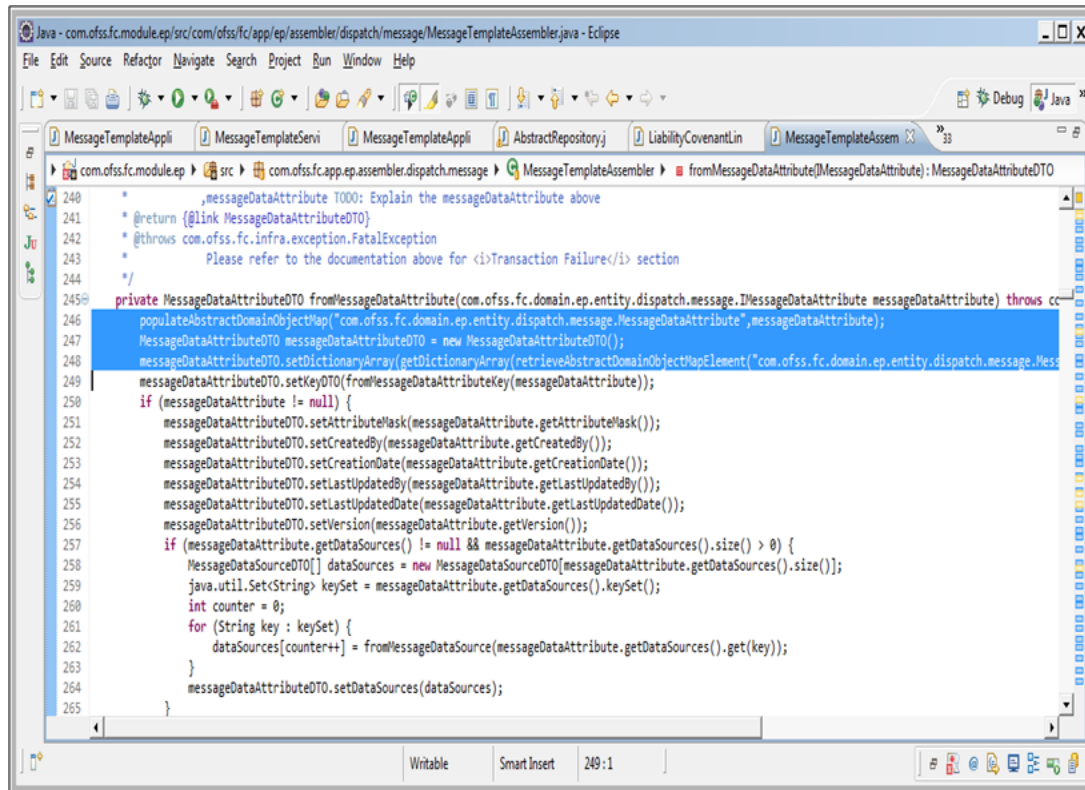 Java - com.ofss.fc.module.ep/src/com/ofss/fc/app/ep/assembler/dispatch/message/MessageTemplateAssembler.java - Eclipse
File Edit Source Refactor Navigate Search Project Run Window Help
Debug Java »
MessageTemplateAppli MessageTemplateServi MessageTemplateAppli AbstractRepository.j LiabilityCovenantLin MessageTemplateAssem »33
com.ofss.fc.module.ep src com.ofss.fc.app.ep.assembler.dispatch.message MessageTemplateAssembler fromMessageDataAttribute(IMessageDataAttribute) : MessageDataAttributeDTO
240 * ,messageDataAttribute TODO: Explain the messageDataAttribute above
241 * @return {@link MessageDataAttributeDTO}
242 * @throws com.ofss.fc.infra.exception.FatalException
243 * Please refer to the documentation above for <i>Transaction Failure</i> section
244 */
245 private MessageDataAttributeDTO fromMessageDataAttribute(com.ofss.fc.domain.ep.entity.dispatch.message.IMessageDataAttribute messageDataAttribute) throws cc
246 populateAbstractDomainObjectMap("com.ofss.fc.domain.ep.entity.dispatch.message.MessageDataAttribute",messageDataAttribute);
247 MessageDataAttributeDTO messageDataAttributeDTO = new MessageDataAttributeDTO();
248 messageDataAttributeDTO.setDictionaryArray(getDictionaryArray(retrieveAbstractDomainObjectMapElement("com.ofss.fc.domain.ep.entity.dispatch.message.Mess
249 messageDataAttributeDTO.setKeyDTO(fromMessageDataAttributeKey(messageDataAttribute));
250 if (messageDataAttribute != null) {
251 messageDataAttributeDTO.setAttributeMask(messageDataAttribute.getAttributeMask());
252 messageDataAttributeDTO.setCreatedBy(messageDataAttribute.getCreatedBy());
253 messageDataAttributeDTO.setCreationDate(messageDataAttribute.getCreationDate());
254 messageDataAttributeDTO.setLastUpdatedBy(messageDataAttribute.getLastUpdatedBy());
255 messageDataAttributeDTO.setLastUpdatedDate(messageDataAttribute.getLastUpdatedDate());
256 messageDataAttributeDTO.setVersion(messageDataAttribute.getVersion());
257 if (messageDataAttribute.getDataSources() != null && messageDataAttribute.getDataSources().size() > 0) {
258 MessageDataSourceDTO[] dataSources = new MessageDataSourceDTO[messageDataAttribute.getDataSources().size()];
259 java.util.Set<String> keySet = messageDataAttribute.getDataSources().keySet();
260 int counter = 0;
261 for (String key : keySet) {
262 dataSources[counter++] = fromMessageDataSource(messageDataAttribute.getDataSources().get(key));
263 }
264 messageDataAttributeDTO.setDataSources(dataSources);
265 }
Writable Smart Insert 249 : 1